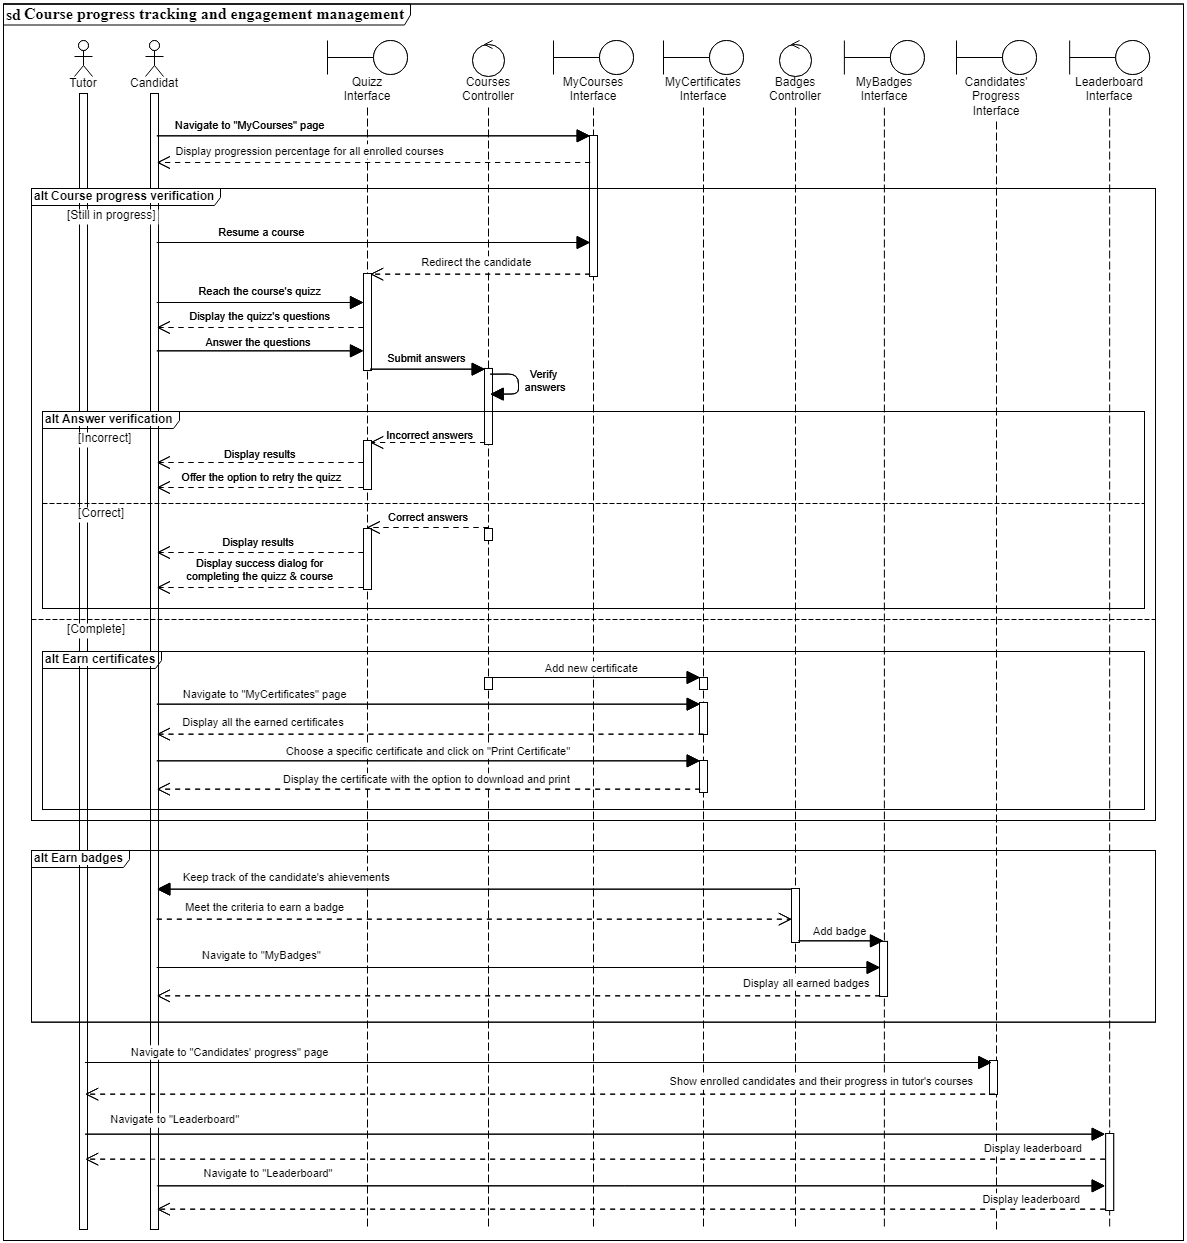 sd Course progress tracking and engagement management
Tutor
Candidat
Quizz
Interface
Courses
Controller
MyCourses
Interface
MyCertificates
Interface
Badges
Controller
MyBadges
Interface
Candidates'
Progress
Interface
Leaderboard
Interface
Navigate to "MyCourses" page
Display progression percentage for all enrolled courses
alt Course progress verification
[Still in progress]
Resume a course
Redirect the candidate
Reach the course's quizz
Display the quizz's questions
Answer the questions
Submit answers
Verify
answers
alt Answer verification
[Incorrect]
Incorrect answers
Display results
Offer the option to retry the quizz
[Correct]
Correct answers
Display results
Display success dialog for
completing the quizz & course
[Complete]
alt Earn certificates
Add new certificate
Navigate to "MyCertificates" page
Display all the earned certificates
Choose a specific certificate and click on "Print Certificate"
Display the certificate with the option to download and print
alt Earn badges
Keep track of the candidate's ahievements
Meet the criteria to earn a badge
Add badge
Navigate to "MyBadges"
Display all earned badges
Navigate to "Candidates' progress" page
Show enrolled candidates and their progress in tutor's courses
Navigate to "Leaderboard"
Display leaderboard
Navigate to "Leaderboard"
Display leaderboard